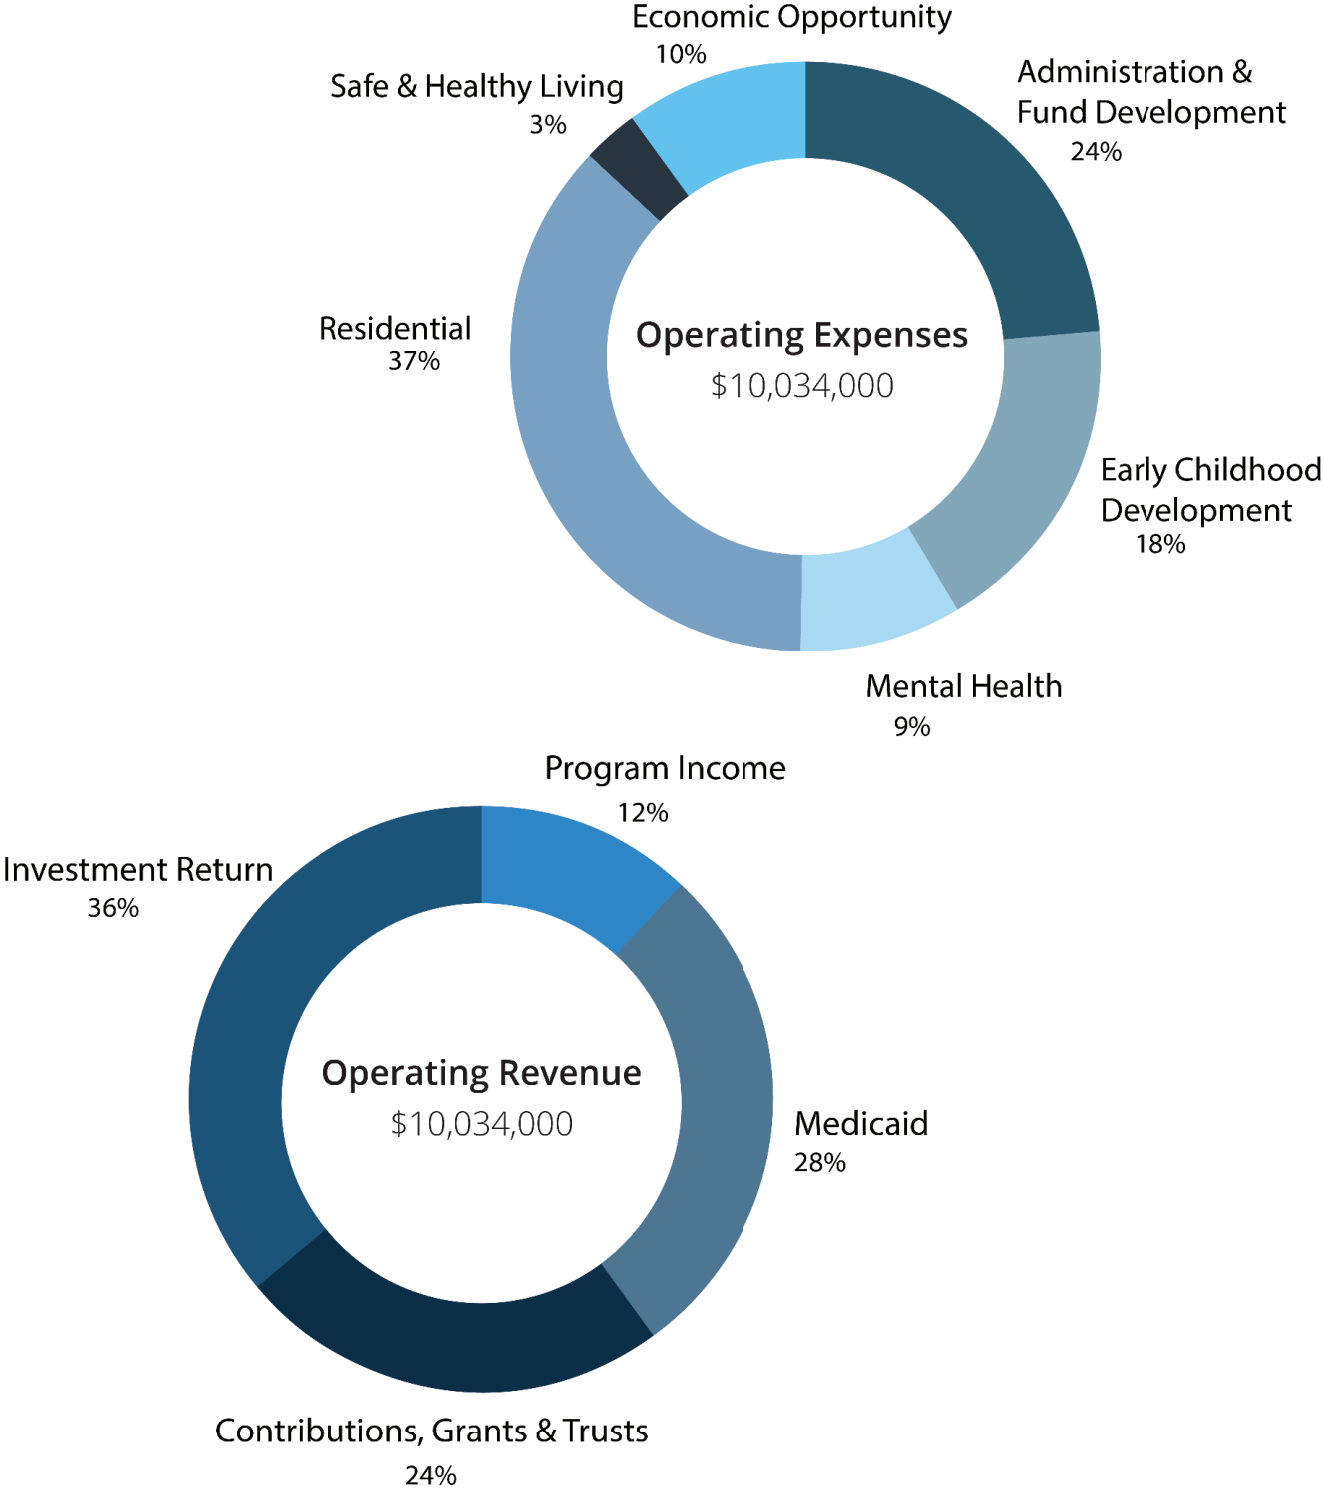 Economic Opportunity
10%
Administration &
Fund Development
24%
Safe & Healthy Living
3%
Residential
37%
Operating Expenses
$10,034,000
Early Childhood
Development
18%
Mental Health
9%
Program Income
12%
Investment Return
36%
Operating Revenue
$10,034,000
Medicaid
28%
Contributions, Grants & Trusts
24%